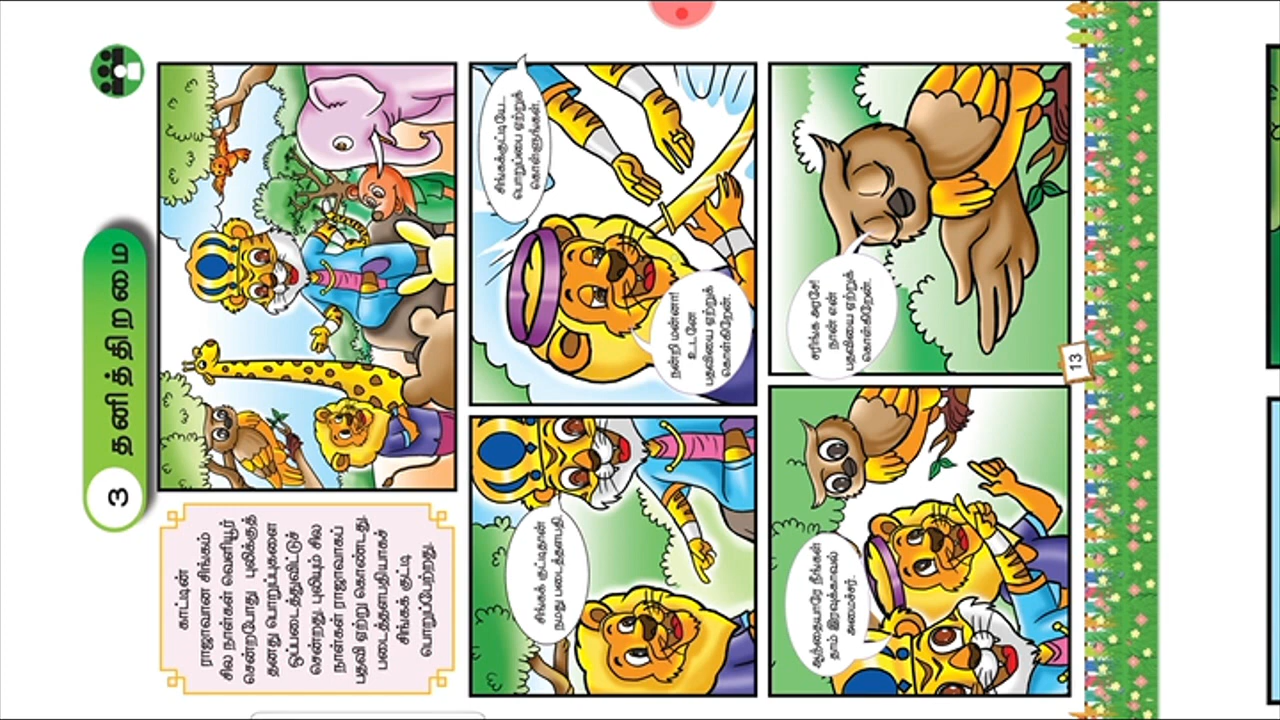 3
தனித்திறமை
காட்டின்
ராஜாவான சிங்கம்
சில நாள்கள் வெளியூர்
சென்றபோது புலிக்குத்
தனது பொறுப்புகளை
ஒப்படைத்துவிட்டுச்
சென்றது. புலியும் சில
நாள்கள் ராஜாவாகப்
பதவி ஏற்று கொண்டது.
படைத்தளபதியாகச்
சிங்கக் குட்டி
பொறுப்பேற்றது.
சிங்கக் குட்டிதான்
நமது படைத்தளபதி.
சிங்கக்குட்டியே..
பொறுப்பை ஏற்றுக்
கொள்ளுங்கள்.
நன்றி மன்னா!
உடனே
பதவியை ஏற்றுக்
கொள்கிறேன்.
ஆந்தையாரே நீங்கள்
தாம் இரவுக்காவல்
அமைச்சர்.
சரிங்க அரசே!
நான் என்
பதவியை ஏற்றுக்
கொள்கிறேன்.
13